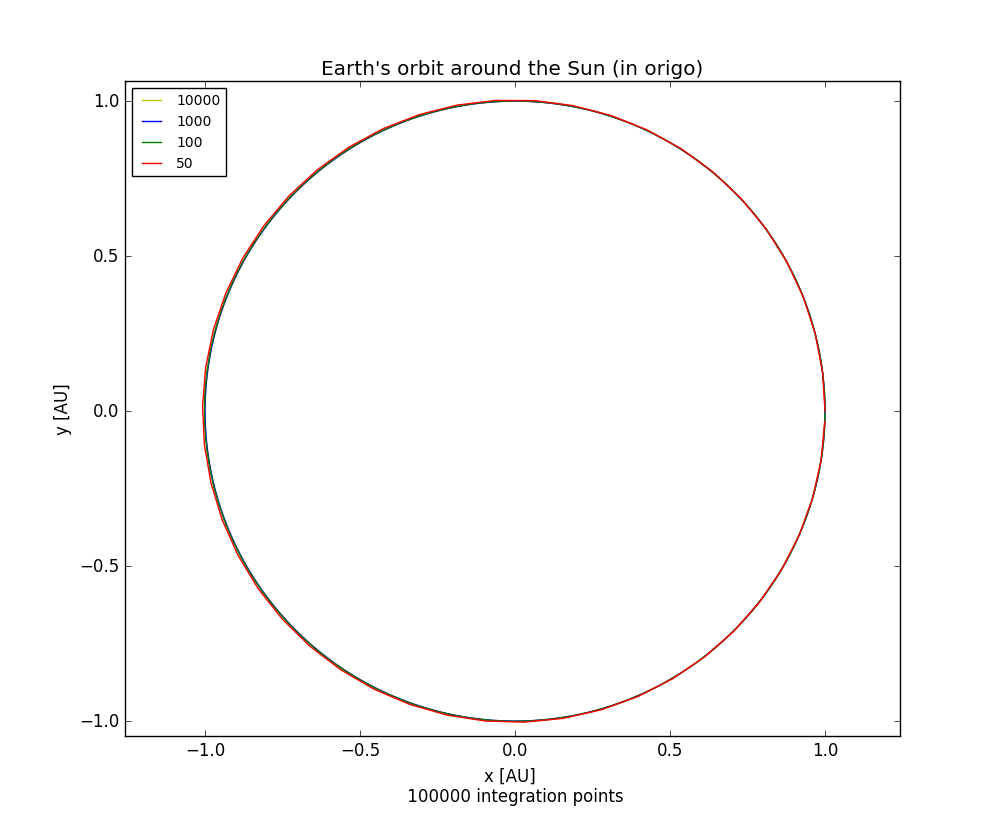 Earth's orbit around the Sun (in origo)
10000
1000
100
50
1.0
0.5
0.0
−0.5
−1.0
y [AU]
−1.0 −0.5 0.0 0.5 1.0
x [AU]
100000 integration points